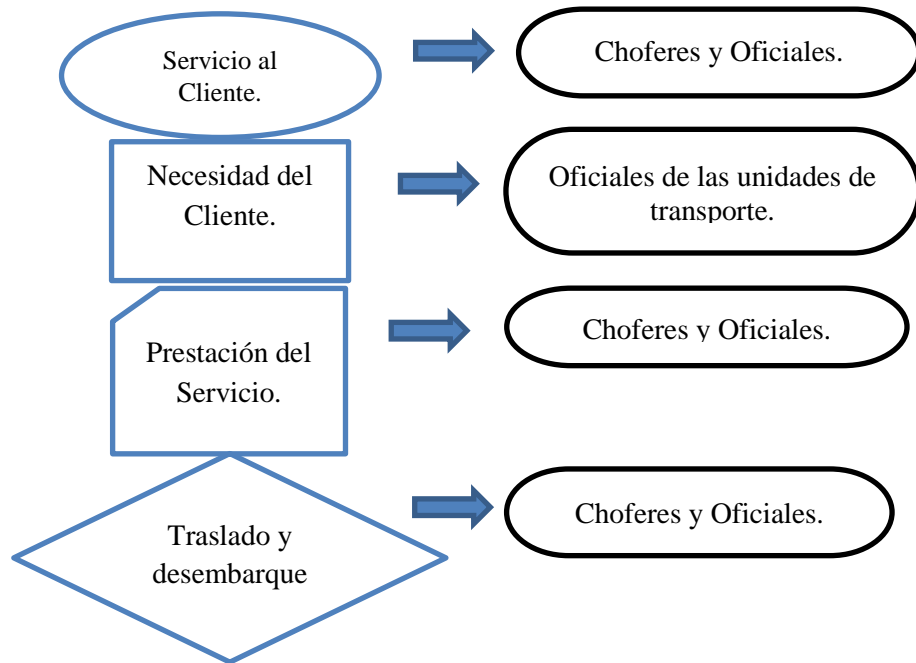 Servicio al
Cliente.
Choferes y Oficiales.
Necesidad del
Cliente.
Oficiales de las unidades de
transporte.
Prestación del
Servicio.
Choferes y Oficiales.
Traslado y
desembarque
Choferes y Oficiales.